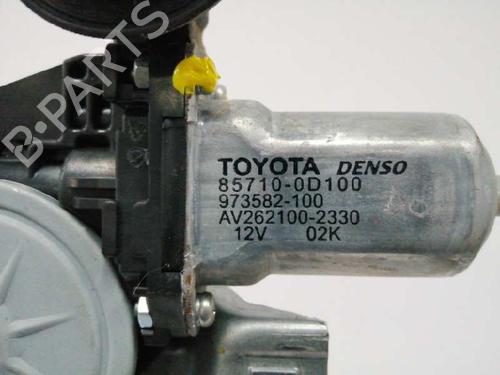 B-PARTS
TOYOTA DENSO
85710-0D100
973582-100
AV262100-2330
12V 02K